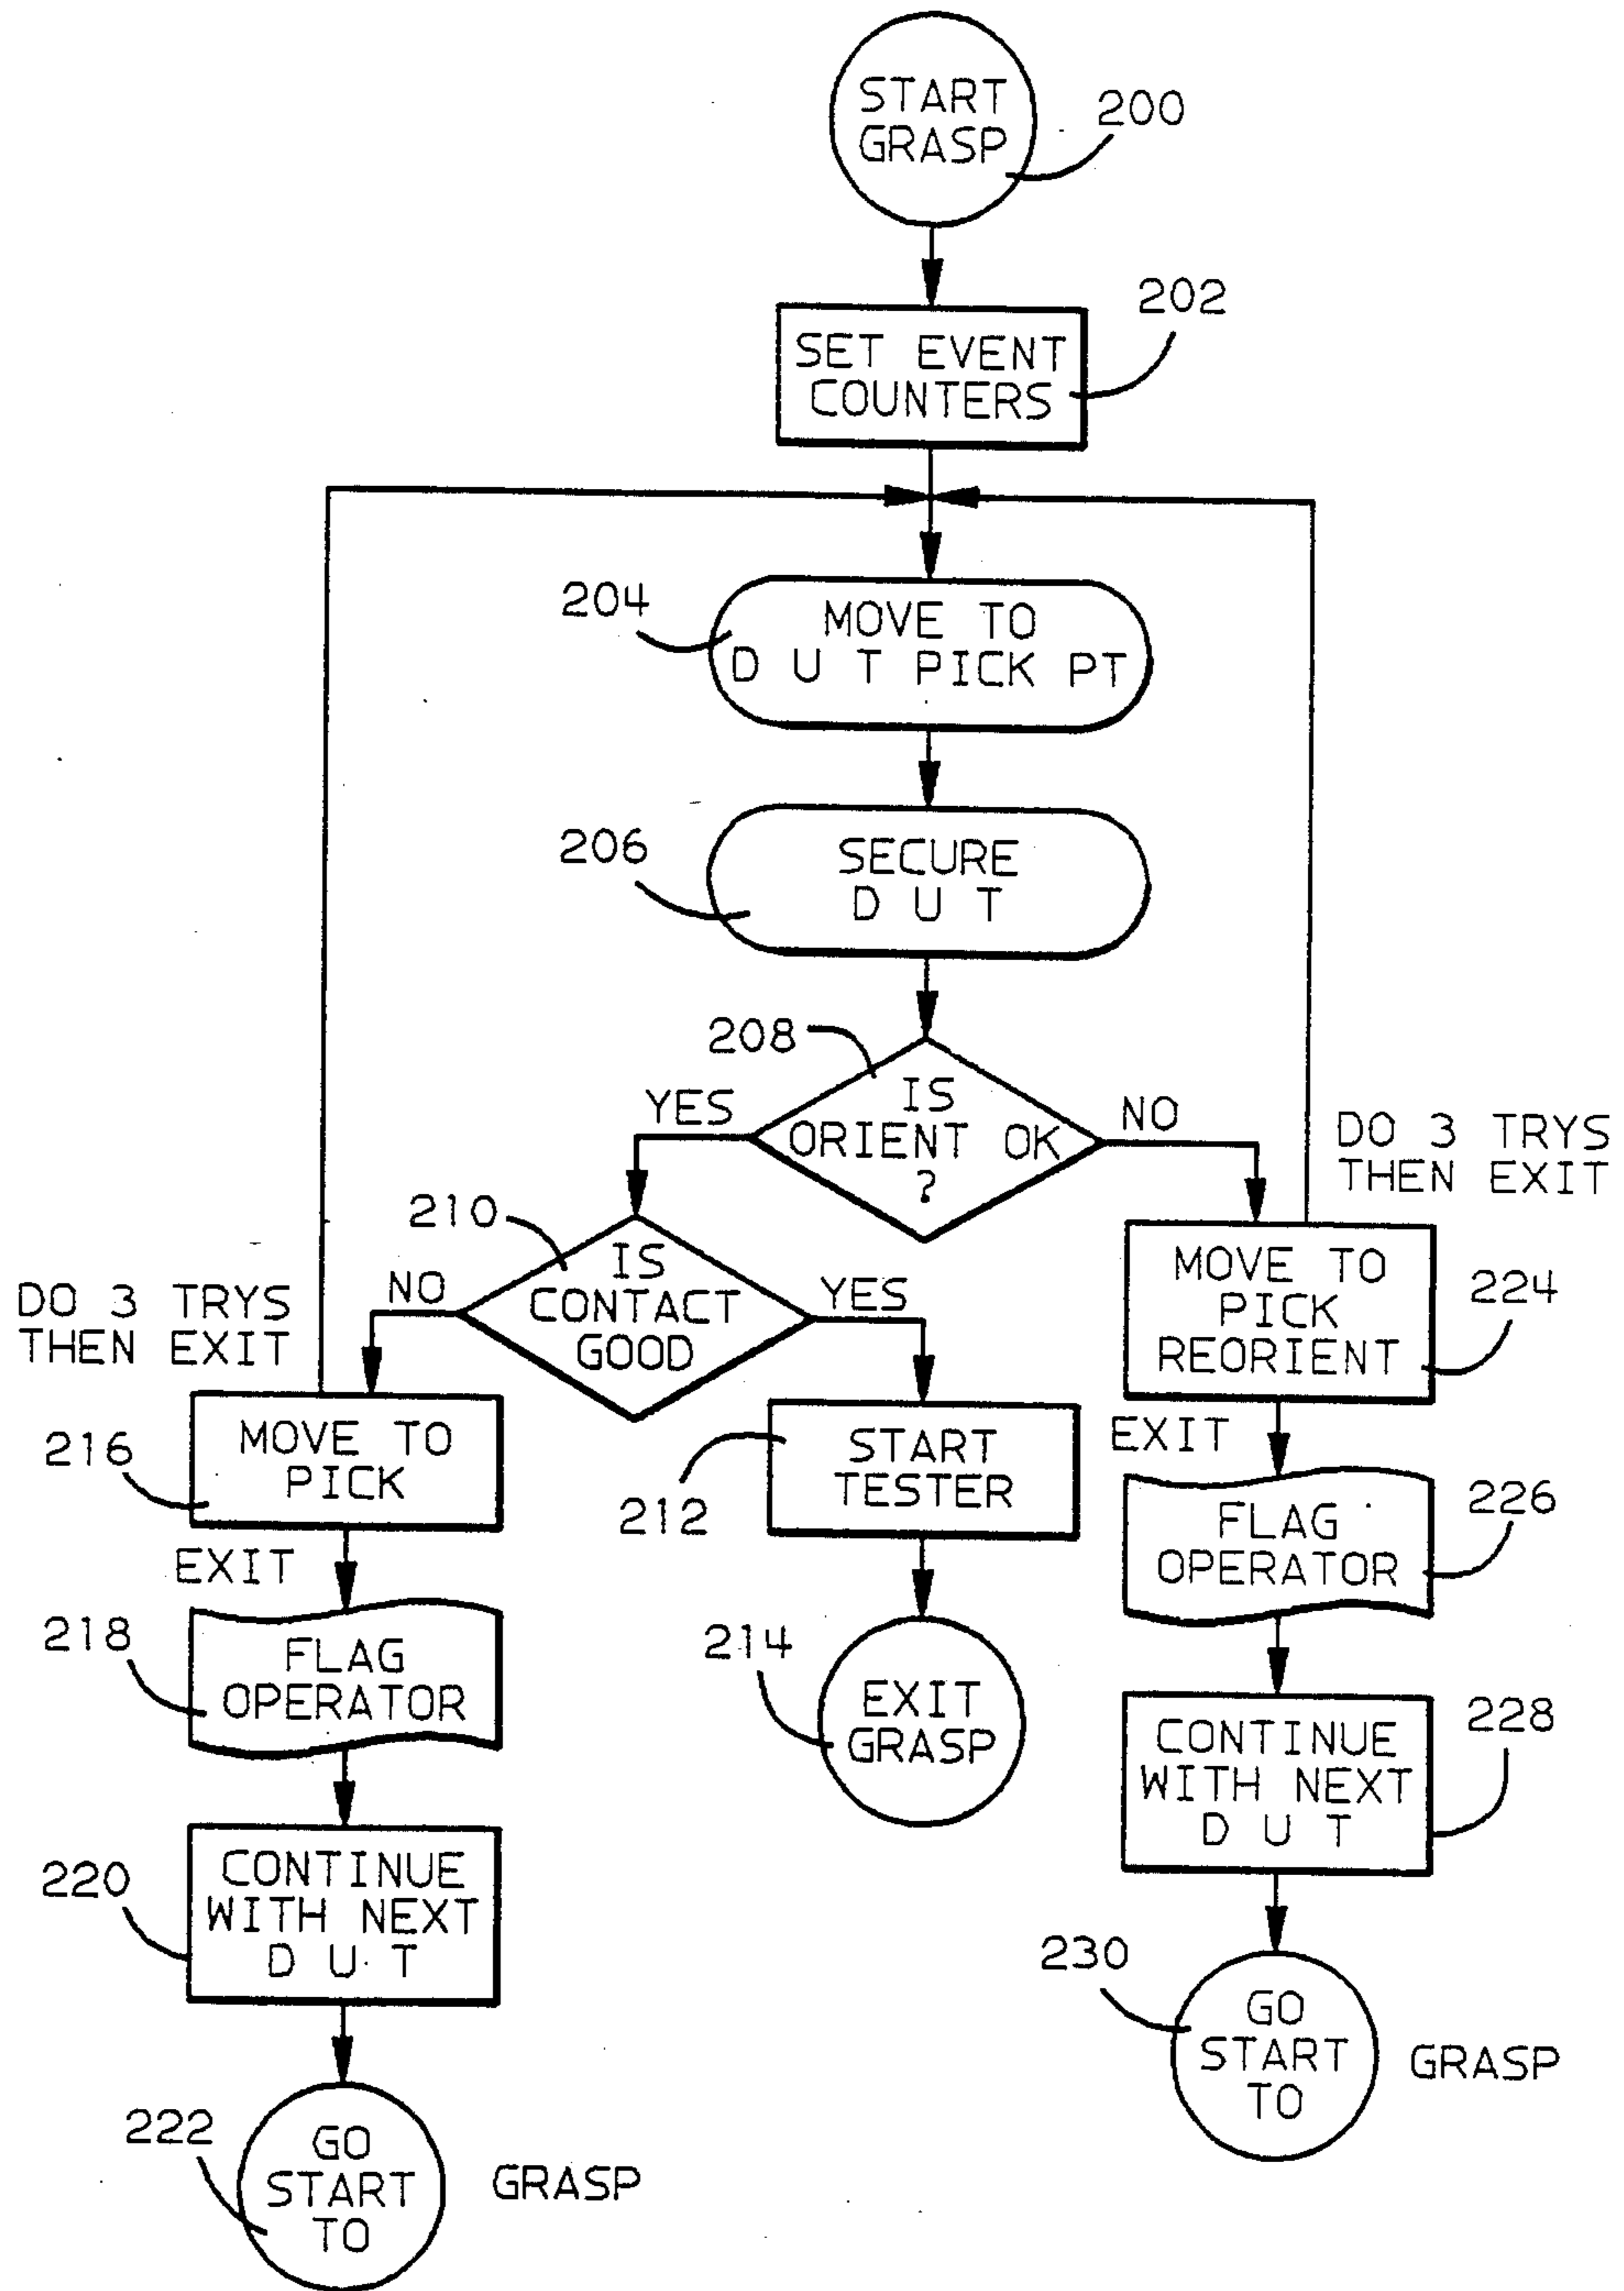 START
GRASP
200
202
SET EVENT
COUNTERS
204
MOVE TO
D U T PICK PT
206
SECURE
D U T
208
IS
ORIENT OK
?
YES
NO
DO 3 TRYS
THEN EXIT
210
IS
CONTACT
GOOD
NO
YES
DO 3 TRYS
THEN EXIT
MOVE TO
PICK
REORIENT
224
216
MOVE TO
PICK
212
START
TESTER
EXIT
EXIT
FLAG
OPERATOR
226
218
FLAG
OPERATOR
214
EXIT
GRASP
CONTINUE
WITH NEXT
D U T
228
220
CONTINUE
WITH NEXT
D U T
230
GO
START
TO
GRASP
222
GO
START
TO
GRASP